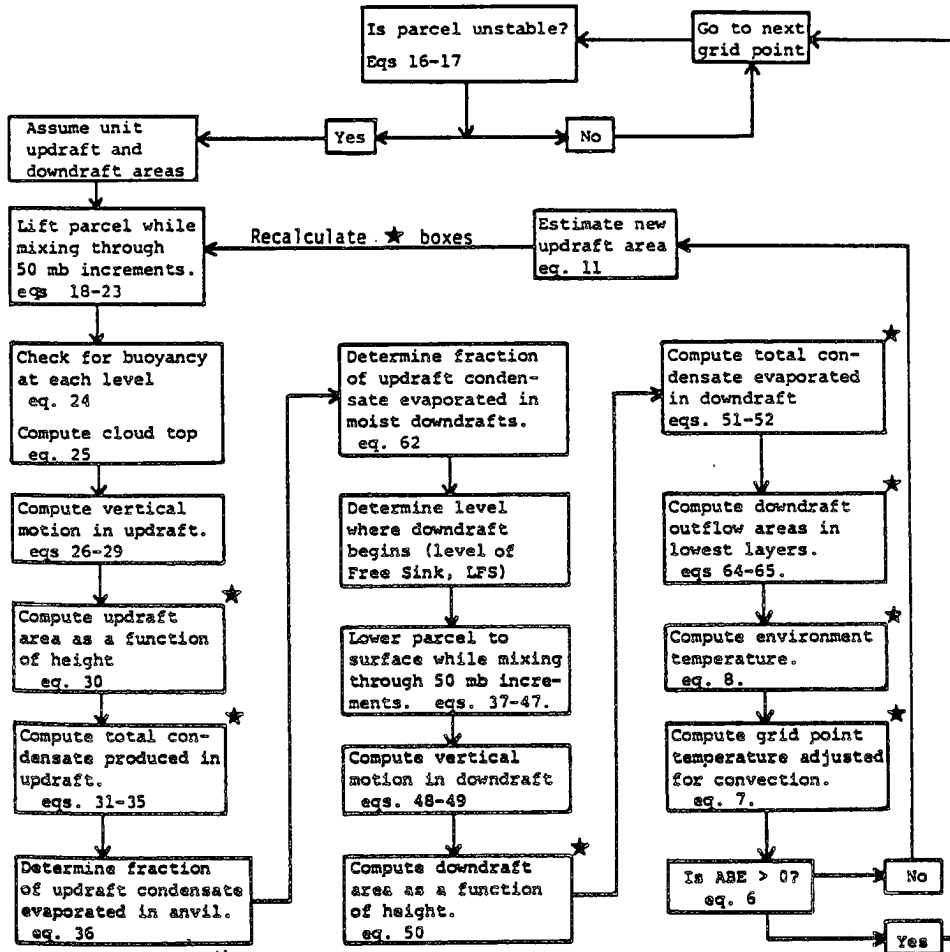 Is parcel unstable?
Eqs 16-17
Go to next
grid point
Yes
No
Assume unit
updraft and
downdraft areas
Lift parcel while
mixing through
50 mb increments.
eqs 18-23
Recalculate ★ boxes
Estimate new
updraft area
eq. 11
Check for buoyancy
at each level
eq. 24
Compute cloud top
eq. 25
Compute vertical
motion in updraft.
eqs 26-29
★
Compute updraft
area as a function
of height
eq. 30
★
Compute total con-
densate produced in
updraft.
eqs. 31-35
Determine fraction
of updraft condensate
evaporated in anvil.
eq. 36
Determine fraction
of updraft conden-
sate evaporated in
moist downdrafts.
eq. 62
Determine level
where downdraft
begins (level of
Free Sink, LFS)
Lower parcel to
surface while mixing
through 50 mb incre-
ments. eqs. 37-47.
Compute vertical
motion in downdraft
eqs. 48-49
★
Compute downdraft
area as a function
of height.
eq. 50
★
Compute total con-
densate evaporated
in downdraft
eqs. 51-52
★
Compute downdraft
outflow areas in
lowest layers.
eqs 64-65.
★
Compute environment
temperature.
eq. 8.
★
Compute grid point
temperature adjusted
for convection.
eq. 7.
Is ABE > 0?
eq. 6
No
Yes